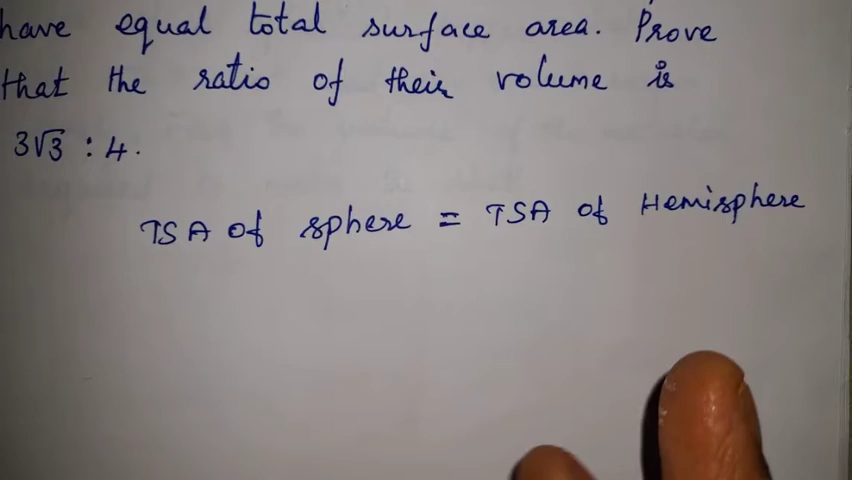 have equal total surface area. Prove
that the ratio of their volume is
3√3 : 4.
TSA of sphere = TSA of Hemisphere